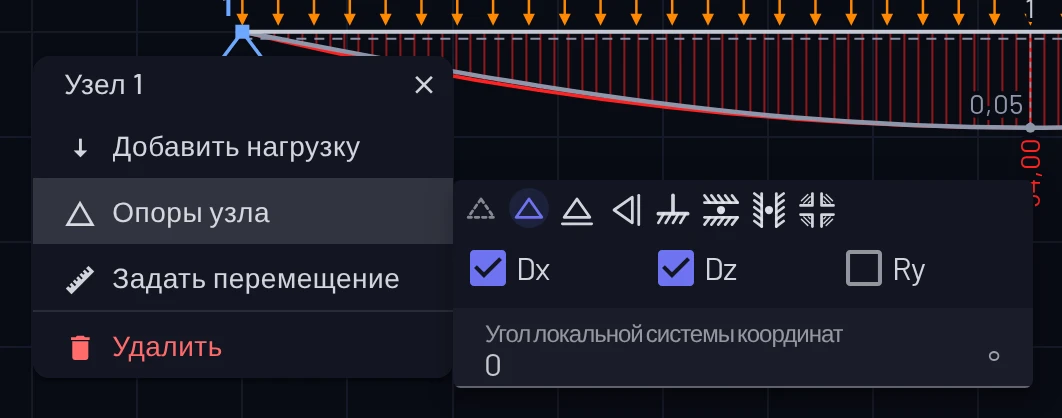 1
1
Узел 1
0,05
Добавить нагрузку
Опоры узла
Dx
Dz
Ry
Задать перемещение
Угол локальной системы координат
0
°
Удалить